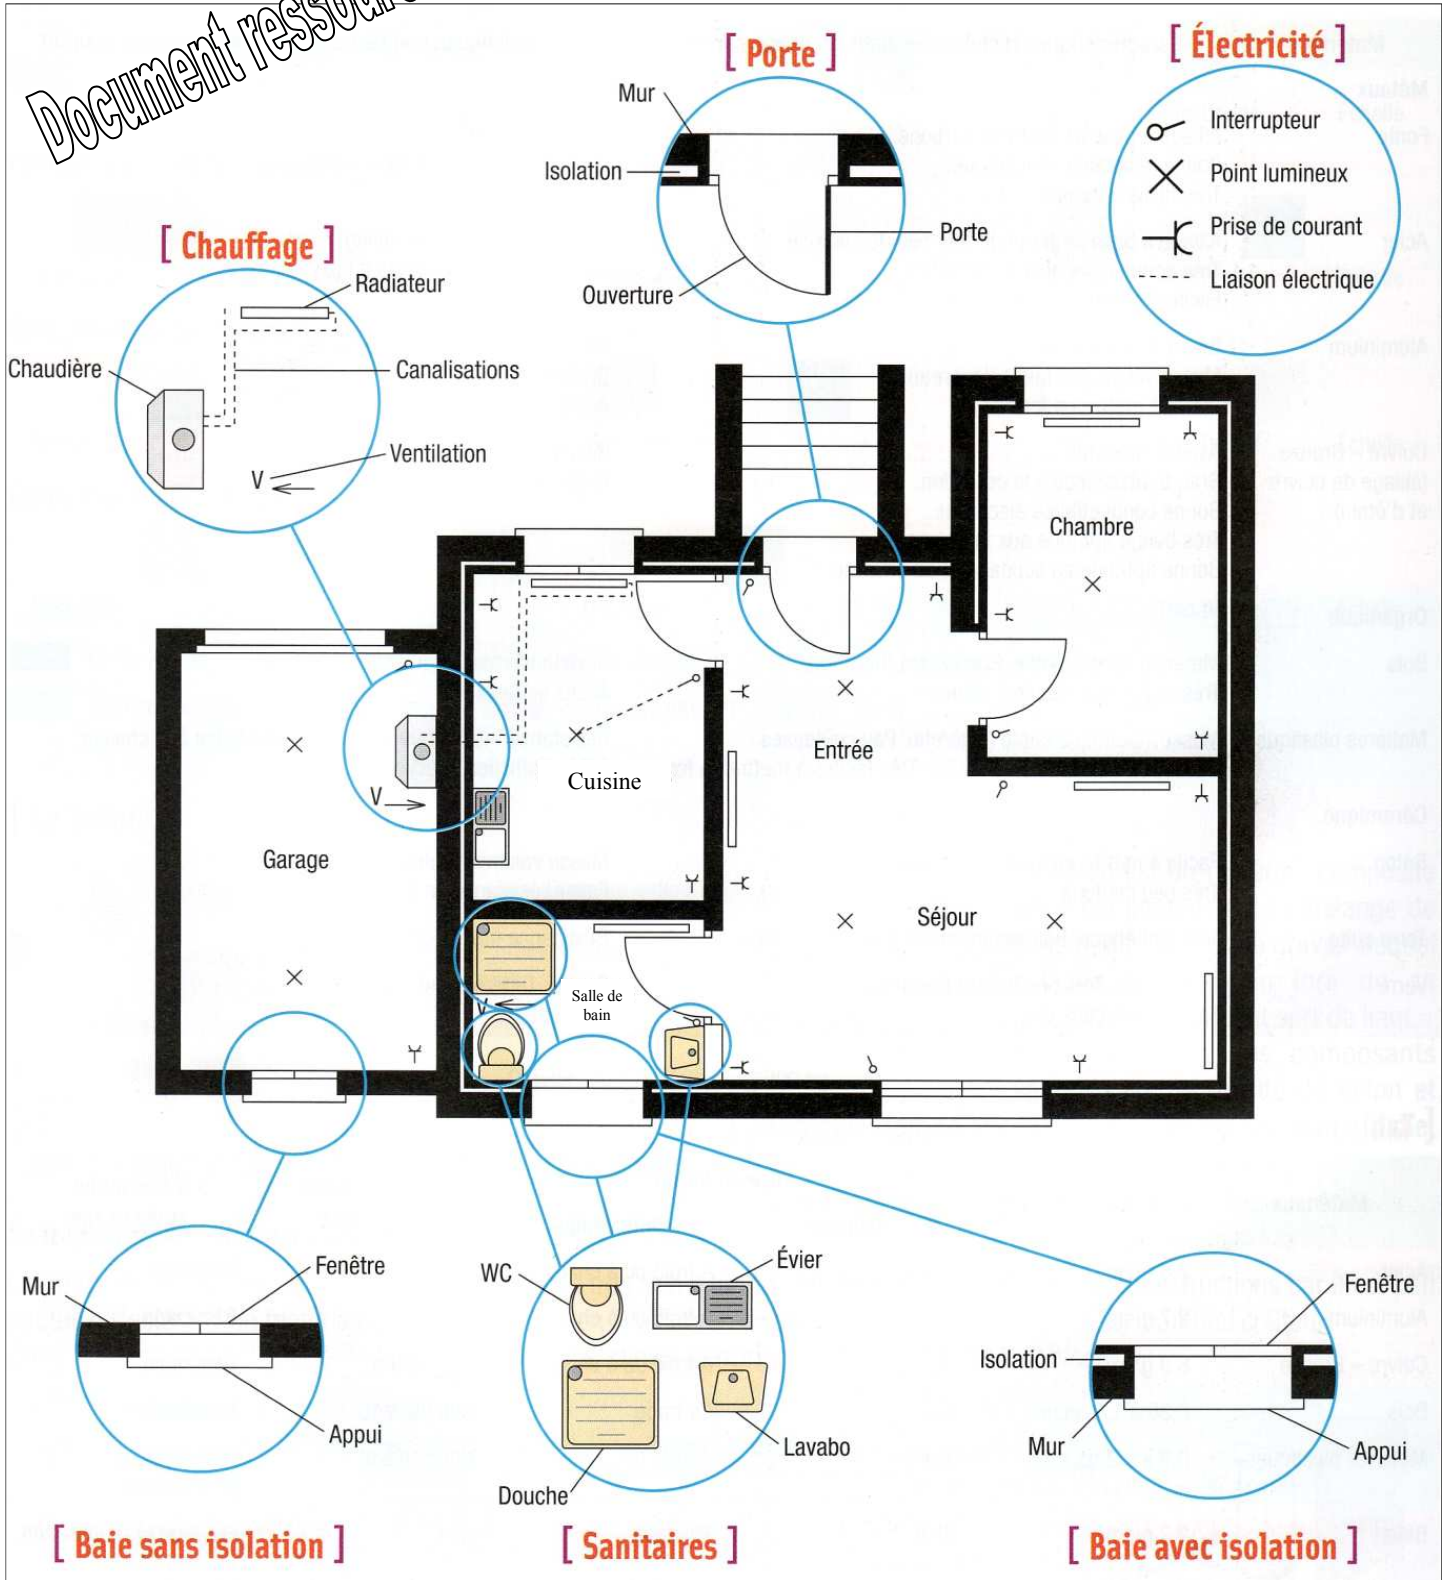 Document ressource
[ Porte ]
Mur
Isolation
Porte
Ouverture
[ Électricité ]
Interrupteur
Point lumineux
Prise de courant
Liaison électrique
[ Chauffage ]
Radiateur
Chaudière
Canalisations
Ventilation
V
Chambre
Entrée
Cuisine
V
Garage
Séjour
Salle de
bain
V
Mur
Fenêtre
Appui
[ Baie sans isolation ]
WC
Évier
Lavabo
Douche
[ Sanitaires ]
Fenêtre
Isolation
Mur
Appui
[ Baie avec isolation ]